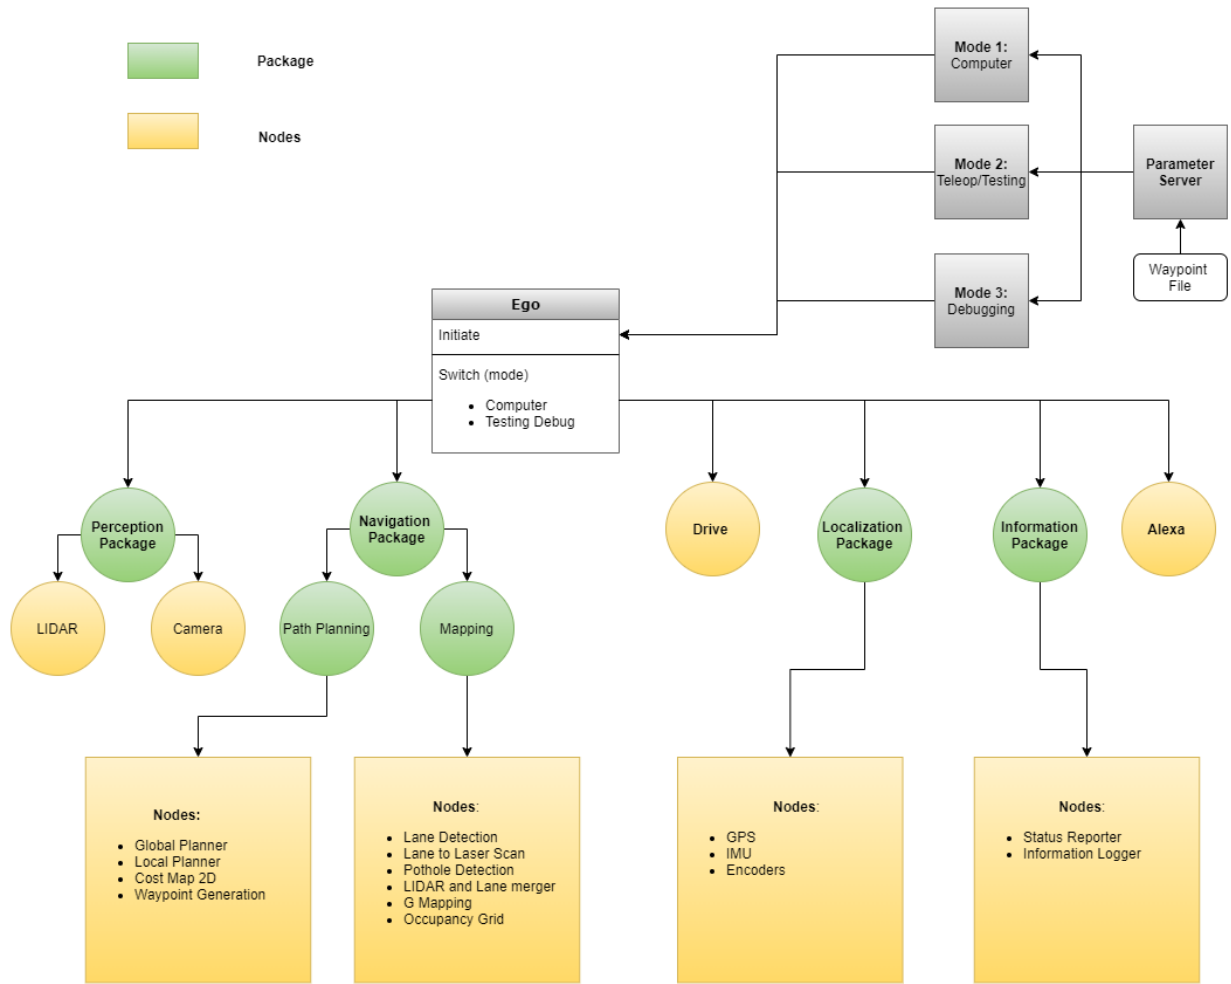 Package
Nodes
Mode 1:
Computer
Mode 2:
Teleop/Testing
Mode 3:
Debugging
Parameter
Server
Waypoint
File
Ego
Initiate
Switch (mode)
• Computer
• Testing Debug
Perception
Package
Navigation
Package
Drive
Localization
Package
Information
Package
Alexa
LIDAR
Camera
Path Planning
Mapping
Nodes:
• Global Planner
• Local Planner
• Cost Map 2D
• Waypoint Generation
Nodes:
• Lane Detection
• Lane to Laser Scan
• Pothole Detection
• LIDAR and Lane merger
• G Mapping
• Occupancy Grid
Nodes:
• GPS
• IMU
• Encoders
Nodes:
• Status Reporter
• Information Logger